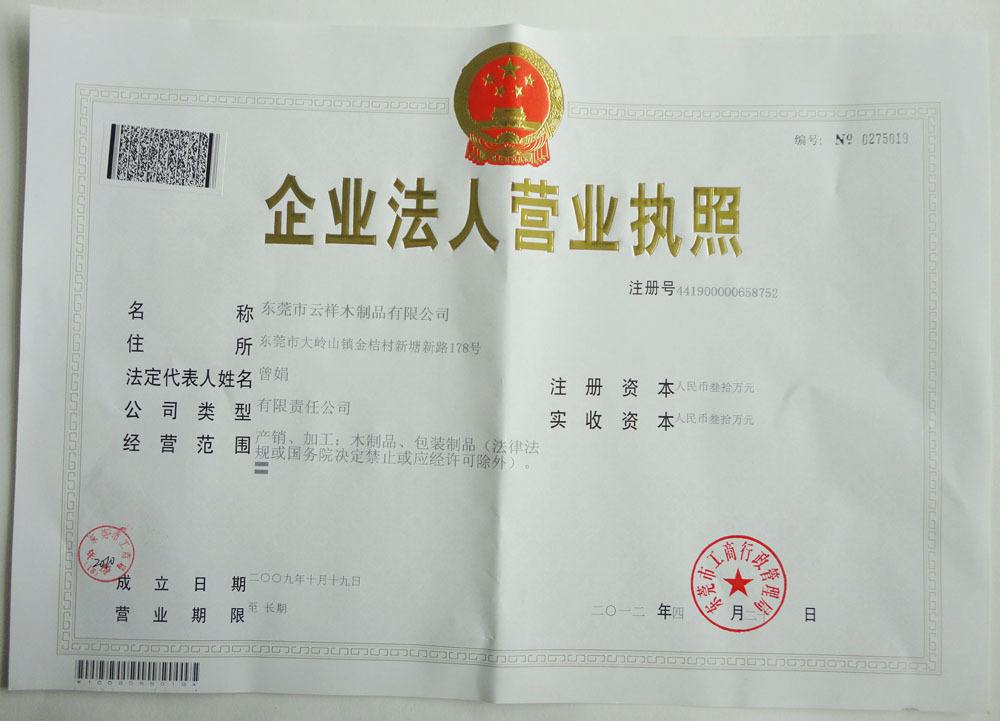 编号: № 0275019
企业法人营业执照
注册号441900000658752
名称 东莞市云祥木制品有限公司
住所 东莞市大岭山镇金桔村新塘新路178号
法定代表人姓名 曾娟
注册资本 人民币叁拾万元
公司类型 有限责任公司
实收资本 人民币叁拾万元
经营范围 产销、加工：木制品、包装制品（法律法
规或国务院决定禁止或应经许可除外）。
东莞市工商行政管理局
成立日期 二〇〇九年十月十九日
营业期限 至 长期
二〇一二 年 四 月 日